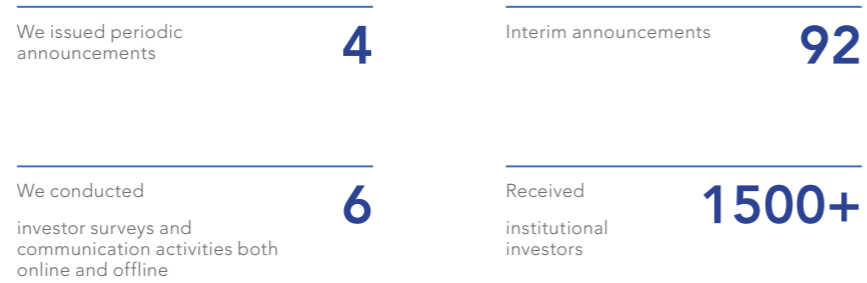 We issued periodic
announcements
4
Interim announcements
92
We conducted
investor surveys and
communication activities both
online and offline
6
Received
institutional
investors
1500+